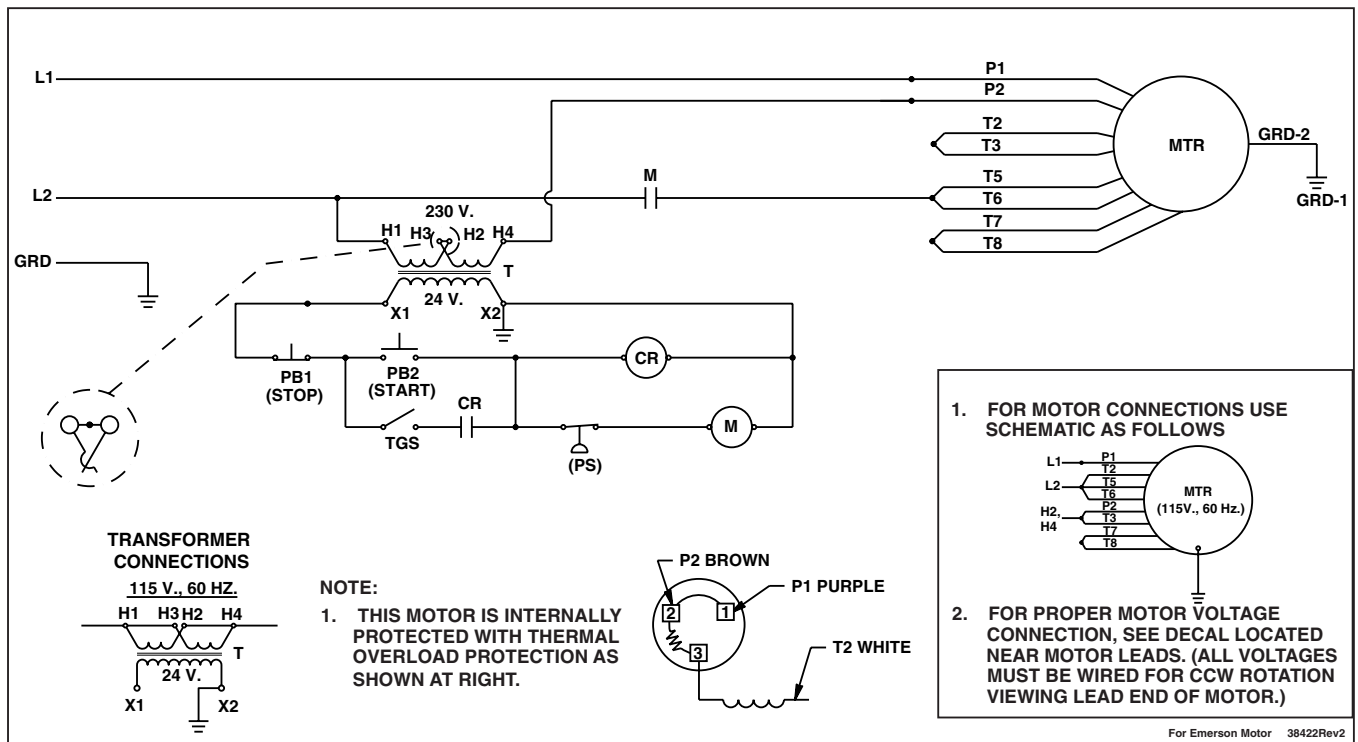 L1
P1
P2
T2
T3
MTR
GRD-2
GRD-1
L2
M
T5
T6
T7
T8
230 V.
H1 H3 H2 H4
GRD
T
24 V.
X1 X2
PB1
(STOP)
PB2
(START)
CR
CR
TGS
(PS)
M
TRANSFORMER
CONNECTIONS
115 V., 60 HZ.
H1 H3 H2 H4
T
24 V.
X1 X2
NOTE:
1. THIS MOTOR IS INTERNALLY
PROTECTED WITH THERMAL
OVERLOAD PROTECTION AS
SHOWN AT RIGHT.
P2 BROWN
P1 PURPLE
2 1
3
T2 WHITE
1. FOR MOTOR CONNECTIONS USE
SCHEMATIC AS FOLLOWS
L1 P1
T2
L2 T5
T6
H2, P2
H4 T3
T7
T8
MTR
(115V., 60 Hz.)
2. FOR PROPER MOTOR VOLTAGE
CONNECTION, SEE DECAL LOCATED
NEAR MOTOR LEADS. (ALL VOLTAGES
MUST BE WIRED FOR CCW ROTATION
VIEWING LEAD END OF MOTOR.)
For Emerson Motor 38422Rev2